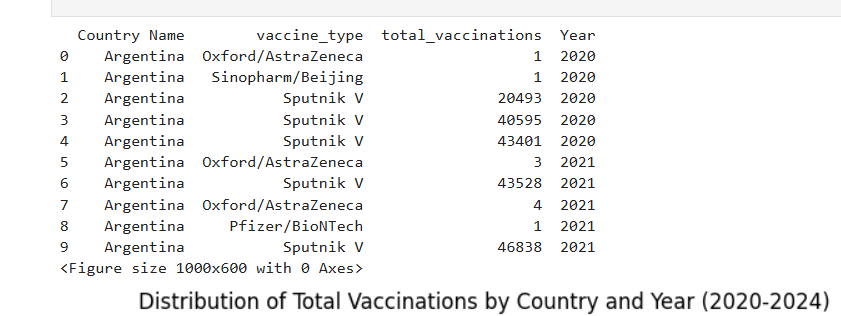 Country Name vaccine_type total_vaccinations Year
0 Argentina Oxford/AstraZeneca 1 2020
1 Argentina Sinopharm/Beijing 1 2020
2 Argentina Sputnik V 20493 2020
3 Argentina Sputnik V 40595 2020
4 Argentina Sputnik V 43401 2020
5 Argentina Oxford/AstraZeneca 3 2021
6 Argentina Sputnik V 43528 2021
7 Argentina Oxford/AstraZeneca 4 2021
8 Argentina Pfizer/BioNTech 1 2021
9 Argentina Sputnik V 46838 2021
<Figure size 1000x600 with 0 Axes>
Distribution of Total Vaccinations by Country and Year (2020-2024)